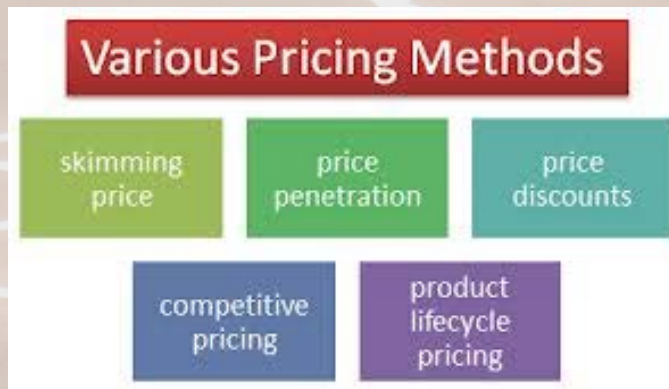 Various Pricing Methods
skimming
price
price
penetration
price
discounts
competitive
pricing
product
lifecycle
pricing